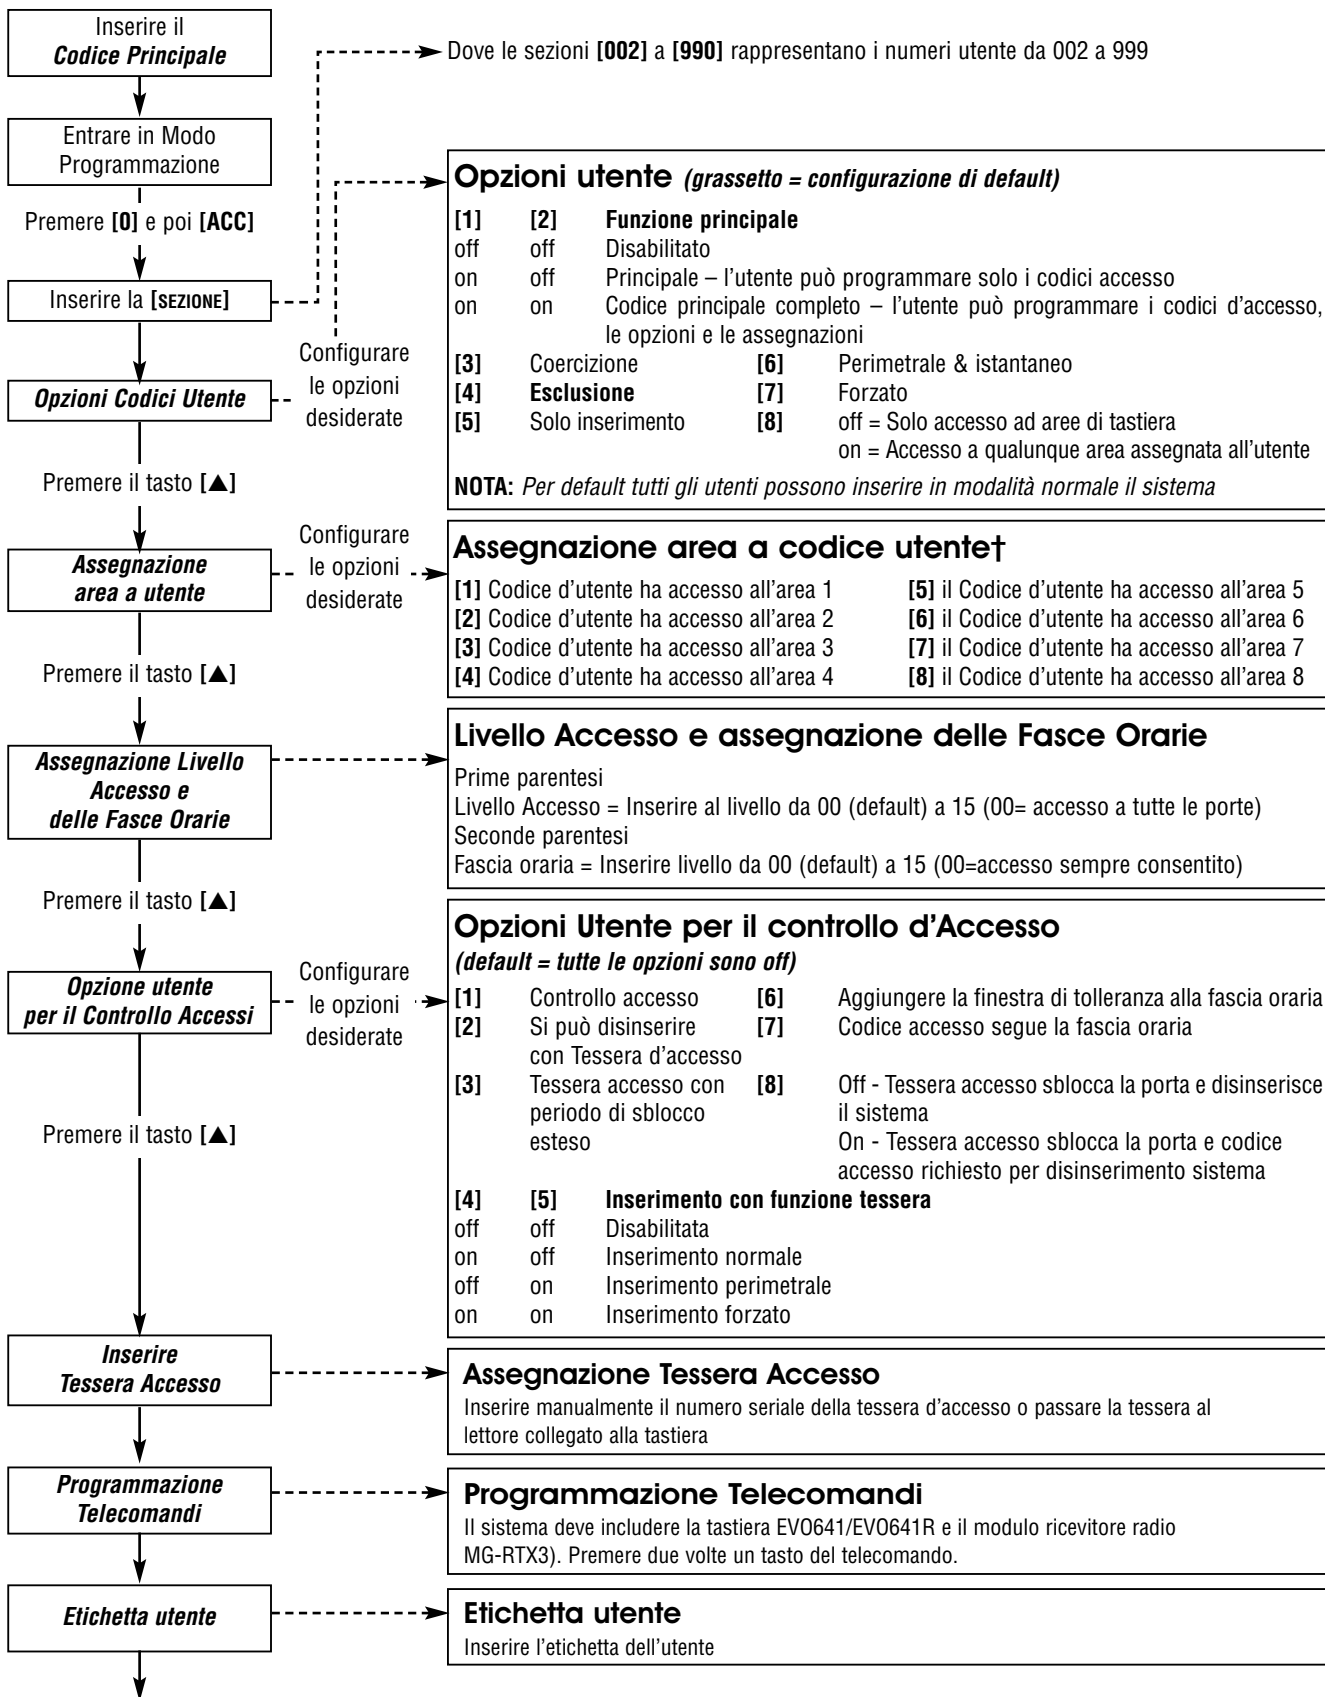 Inserire il
Codice Principale
Dove le sezioni [002] a [990] rappresentano i numeri utente da 002 a 999
Entrare in Modo
Programmazione
Premere [0] e poi [ACC]
Inserire la [SEZIONE]
Configurare
le opzioni
desiderate
Opzioni Codici Utente
Opzioni utente (grassetto = configurazione di default)
[1] [2] Funzione principale
off off Disabilitato
on off Principale – l'utente può programmare solo i codici accesso
on on Codice principale completo – l'utente può programmare i codici d'accesso,
le opzioni e le assegnazioni
[3] Coercizione [6] Perimetrale & istantaneo
[4] Esclusione [7] Forzato
[5] Solo inserimento [8] off = Solo accesso ad aree di tastiera
on = Accesso a qualunque area assegnata all'utente
NOTA: Per default tutti gli utenti possono inserire in modalità normale il sistema
Premere il tasto [▲]
Assegnazione
area a utente
Configurare
le opzioni
desiderate
Assegnazione area a codice utente†
[1] Codice d'utente ha accesso all'area 1 [5] il Codice d'utente ha accesso all'area 5
[2] Codice d'utente ha accesso all'area 2 [6] il Codice d'utente ha accesso all'area 6
[3] Codice d'utente ha accesso all'area 3 [7] il Codice d'utente ha accesso all'area 7
[4] Codice d'utente ha accesso all'area 4 [8] il Codice d'utente ha accesso all'area 8
Premere il tasto [▲]
Assegnazione Livello
Accesso e
delle Fasce Orarie
Livello Accesso e assegnazione delle Fasce Orarie
Prime parentesi
Livello Accesso = Inserire al livello da 00 (default) a 15 (00= accesso a tutte le porte)
Seconde parentesi
Fascia oraria = Inserire livello da 00 (default) a 15 (00=accesso sempre consentito)
Premere il tasto [▲]
Opzione utente
per il Controllo Accessi
Configurare
le opzioni
desiderate
Opzioni Utente per il controllo d'Accesso
(default = tutte le opzioni sono off)
[1] Controllo accesso [6] Aggiungere la finestra di tolleranza alla fascia oraria
[2] Si può disinserire [7] Codice accesso segue la fascia oraria
con Tessera d'accesso
[3] Tessera accesso con [8] Off - Tessera accesso sblocca la porta e disinserisce
periodo di sblocco il sistema
esteso On - Tessera accesso sblocca la porta e codice
accesso richiesto per disinserimento sistema
[4] [5] Inserimento con funzione tessera
off off Disabilitata
on off Inserimento normale
off on Inserimento perimetrale
on on Inserimento forzato
Premere il tasto [▲]
Inserire
Tessera Accesso
Assegnazione Tessera Accesso
Inserire manualmente il numero seriale della tessera d'accesso o passare la tessera al
lettore collegato alla tastiera
Programmazione
Telecomandi
Programmazione Telecomandi
Il sistema deve includere la tastiera EVO641/EVO641R e il modulo ricevitore radio
MG-RTX3). Premere due volte un tasto del telecomando.
Etichetta utente
Etichetta utente
Inserire l'etichetta dell'utente